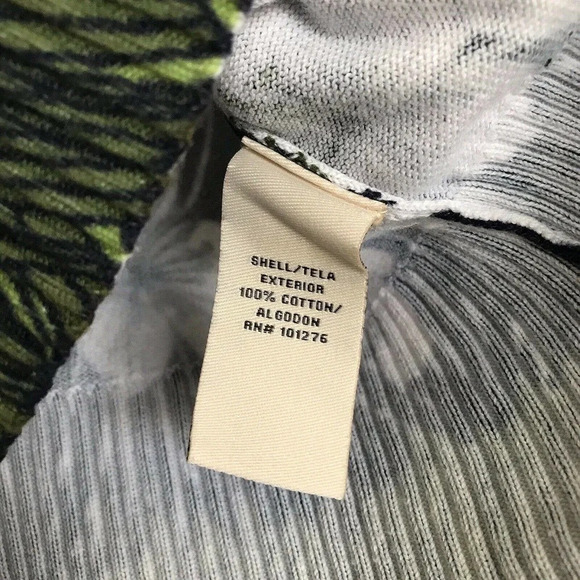 SHELL/TELA
EXTERIOR
100% COTTON/
ALGODON
RN# 101276